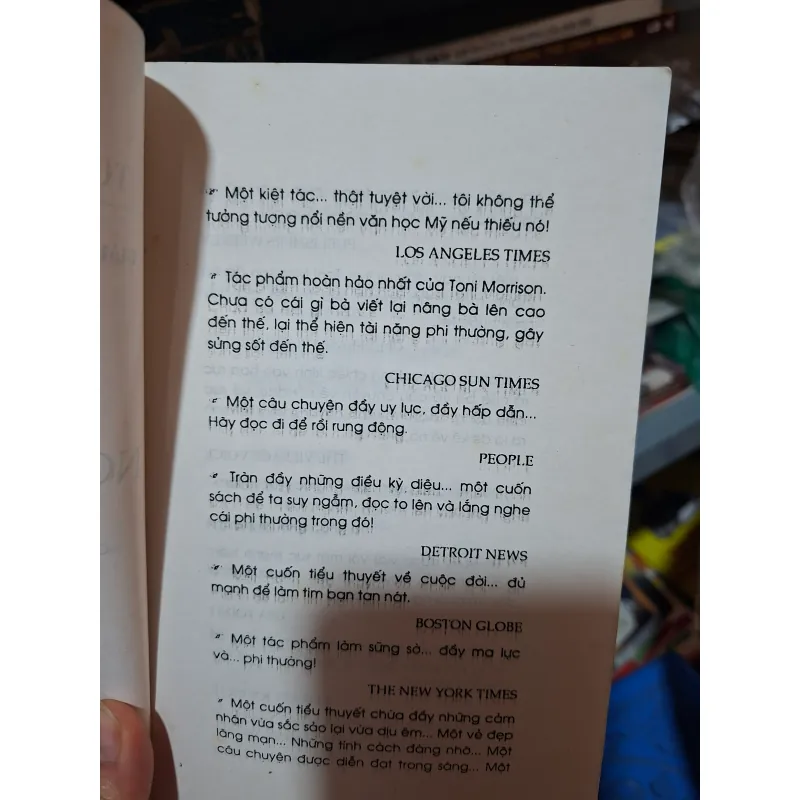 Một kiệt tác... thật tuyệt vời... tôi không thể
tưởng tượng nổi nền văn học Mỹ nếu thiếu nó!
LOS ANGELES TIMES
Tác phẩm hoàn hảo nhất của Toni Morrison.
Chưa có cái gì bà viết lại nâng bà lên cao
đến thế, lại thể hiện tài năng phi thường, gây
sửng sốt đến thế.
CHICAGO SUN TIMES
Một câu chuyện đầy uy lực, đầy hấp dẫn...
Hãy đọc đi để rồi rung động.
PEOPLE
Tràn đầy những điều kỳ diệu... một cuốn
sách để ta suy ngẫm, đọc to lên và lắng nghe
cái phi thường trong đó!
DETROIT NEWS
Một cuốn tiểu thuyết về cuộc đời... đủ
mạnh để làm tim bạn tan nát.
BOSTON GLOBE
Một tác phẩm làm sững sờ... đầy ma lực
và... phi thường!
THE NEW YORK TIMES
Một cuốn tiểu thuyết chứa đầy những cảm
nhận vừa sắc sảo lại vừa dịu êm... Một vẻ đẹp
lãng mạn... Những tính cách đáng nhớ... Một
câu chuyện được diễn đạt trong sáng... Một